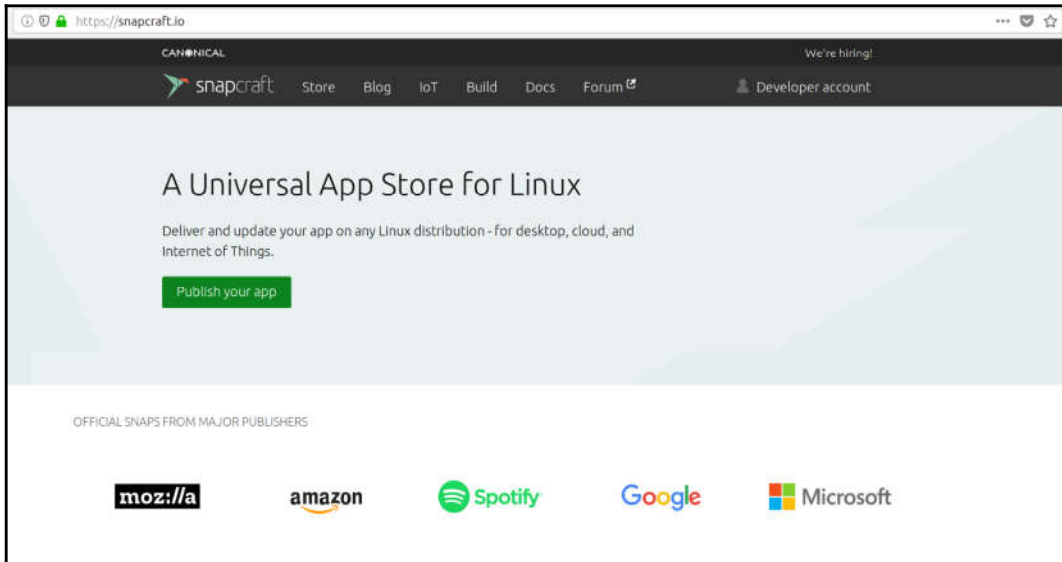 https://snapcraft.io
CANONICAL
We're hiring!
snapcraft Store Blog IoT Build Docs Forum Developer account
A Universal App Store for Linux
Deliver and update your app on any Linux distribution - for desktop, cloud, and
Internet of Things.
Publish your app
OFFICIAL SNAPS FROM MAJOR PUBLISHERS
moz://a amazon Spotify Google Microsoft